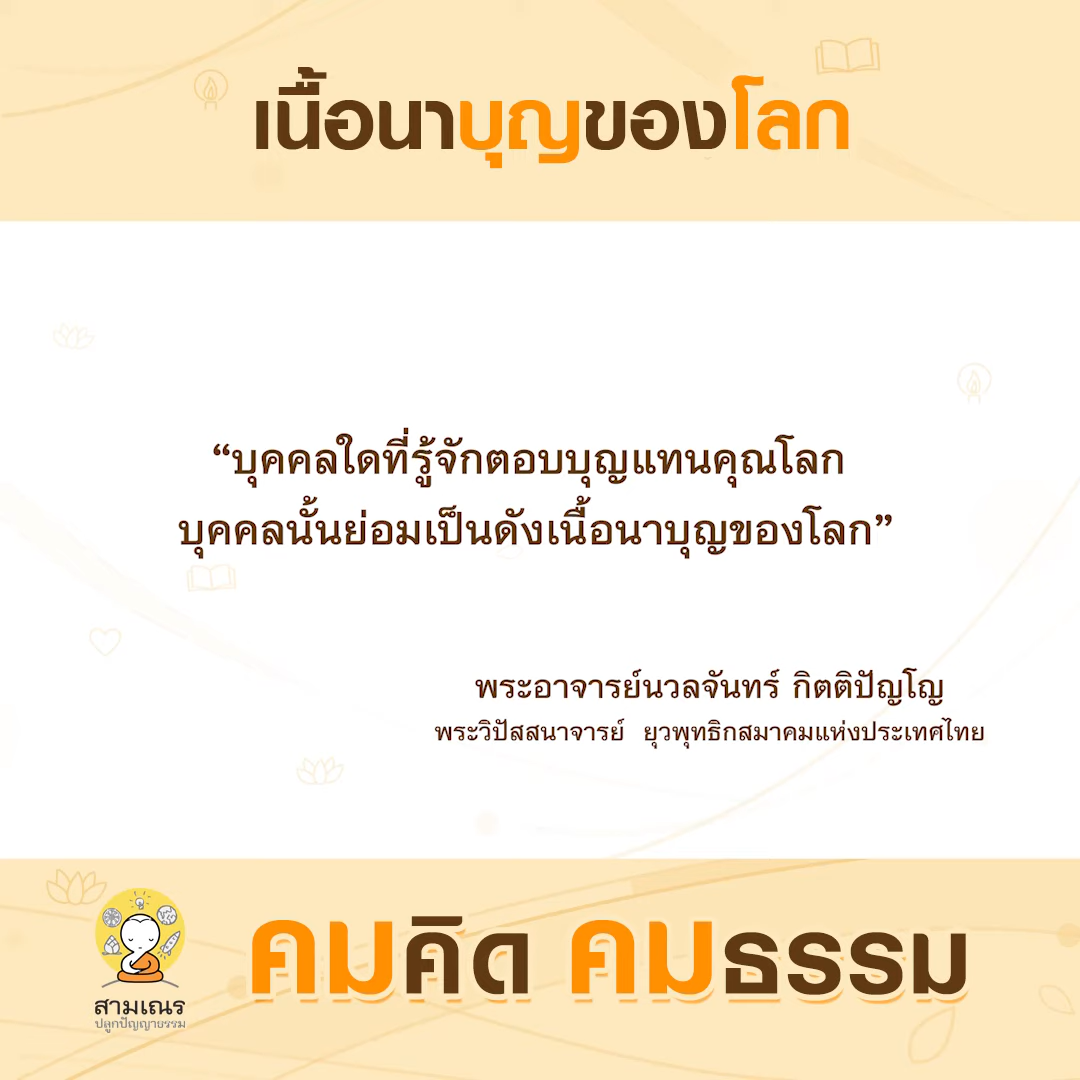 เนื้อนาบุญของโลก
“บุคคลใดที่รู้จักตอบบุญแทนคุณโลก
บุคคลนั้นย่อมเป็นดังเนื้อนาบุญของโลก”
พระอาจารย์นวลจันทร์ กิตติปัญโญ
พระวิปัสสนาจารย์ ยุวพุทธิกสมาคมแห่งประเทศไทย
สามเณร
ปลูกปัญญาธรรม
คมคิด คมธรรม